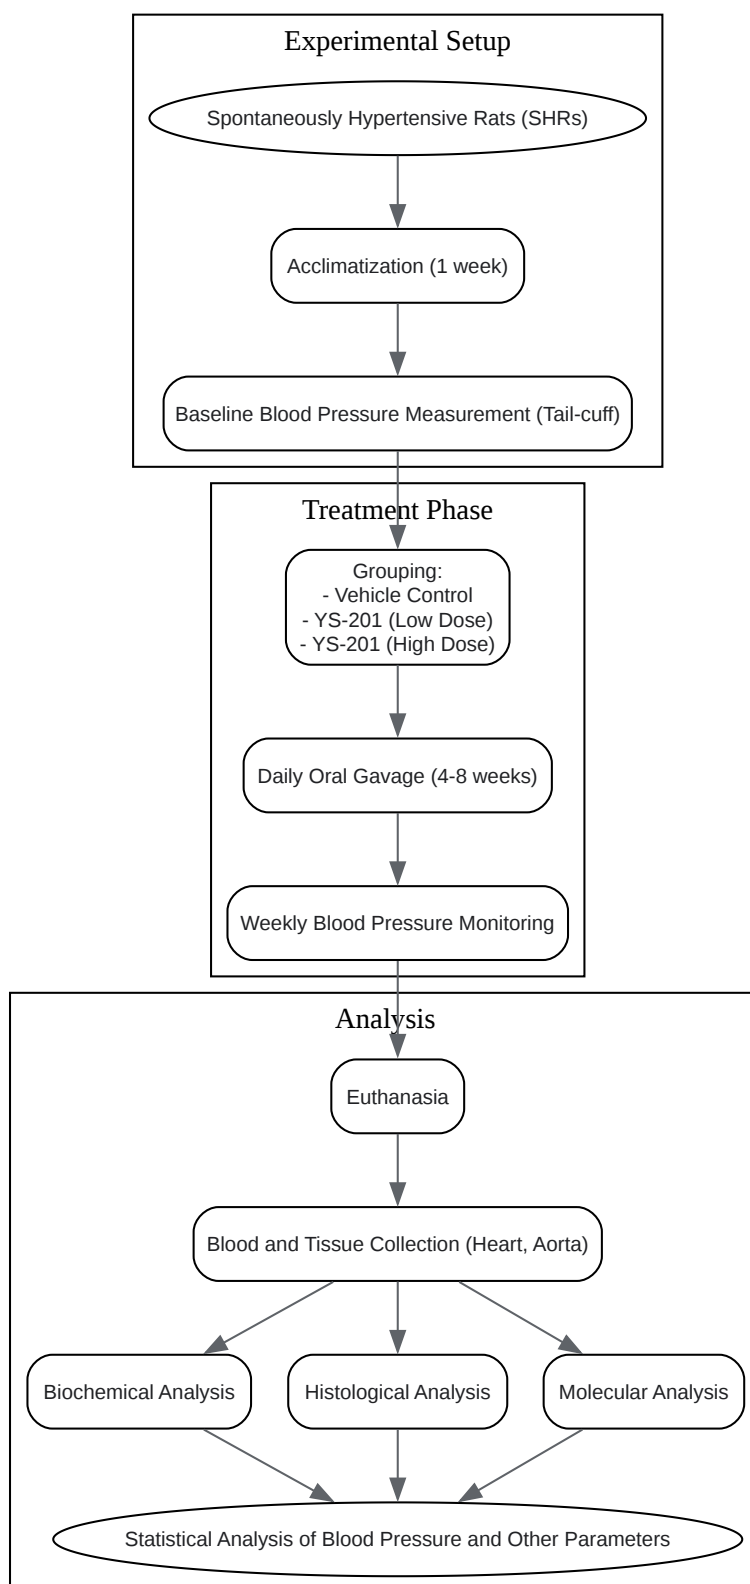 Experimental Setup
Spontaneously Hypertensive Rats (SHRs)
Acclimatization (1 week)
Baseline Blood Pressure Measurement (Tail-cuff)
Treatment Phase
Grouping:
- Vehicle Control
- YS-201 (Low Dose)
- YS-201 (High Dose)
Daily Oral Gavage (4-8 weeks)
Weekly Blood Pressure Monitoring
Analysis
Euthanasia
Blood and Tissue Collection (Heart, Aorta)
Biochemical Analysis
Histological Analysis
Molecular Analysis
Statistical Analysis of Blood Pressure and Other Parameters